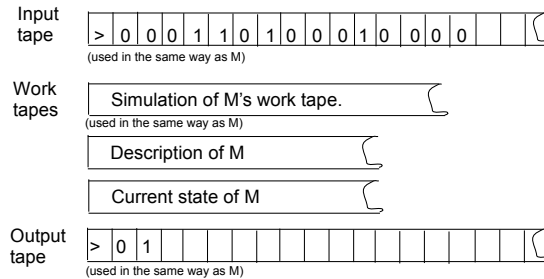 Input tape
> 0 0 0 1 1 0 1 0 0 0 1 0 0 0 0
(used in the same way as M)
Work tapes
Simulation of M's work tape.
(used in the same way as M)
Description of M
Current state of M
Output tape
> 0 1
(used in the same way as M)